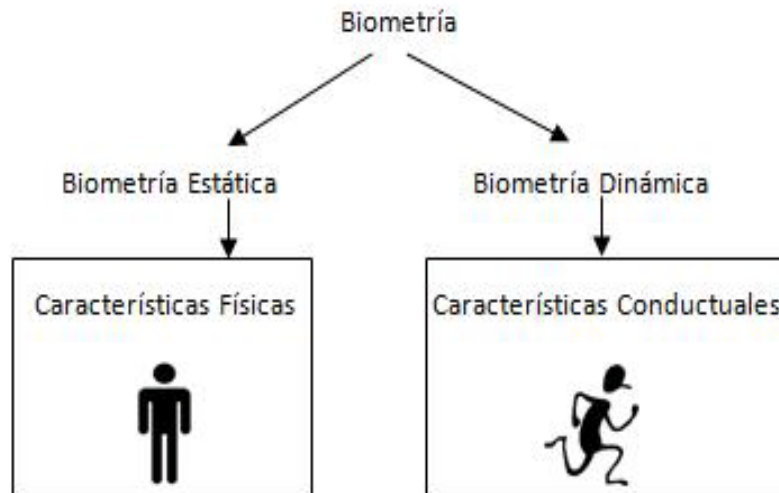 Biometría
Biometría Estática
Biometría Dinámica
Características Físicas
Características Conductuales